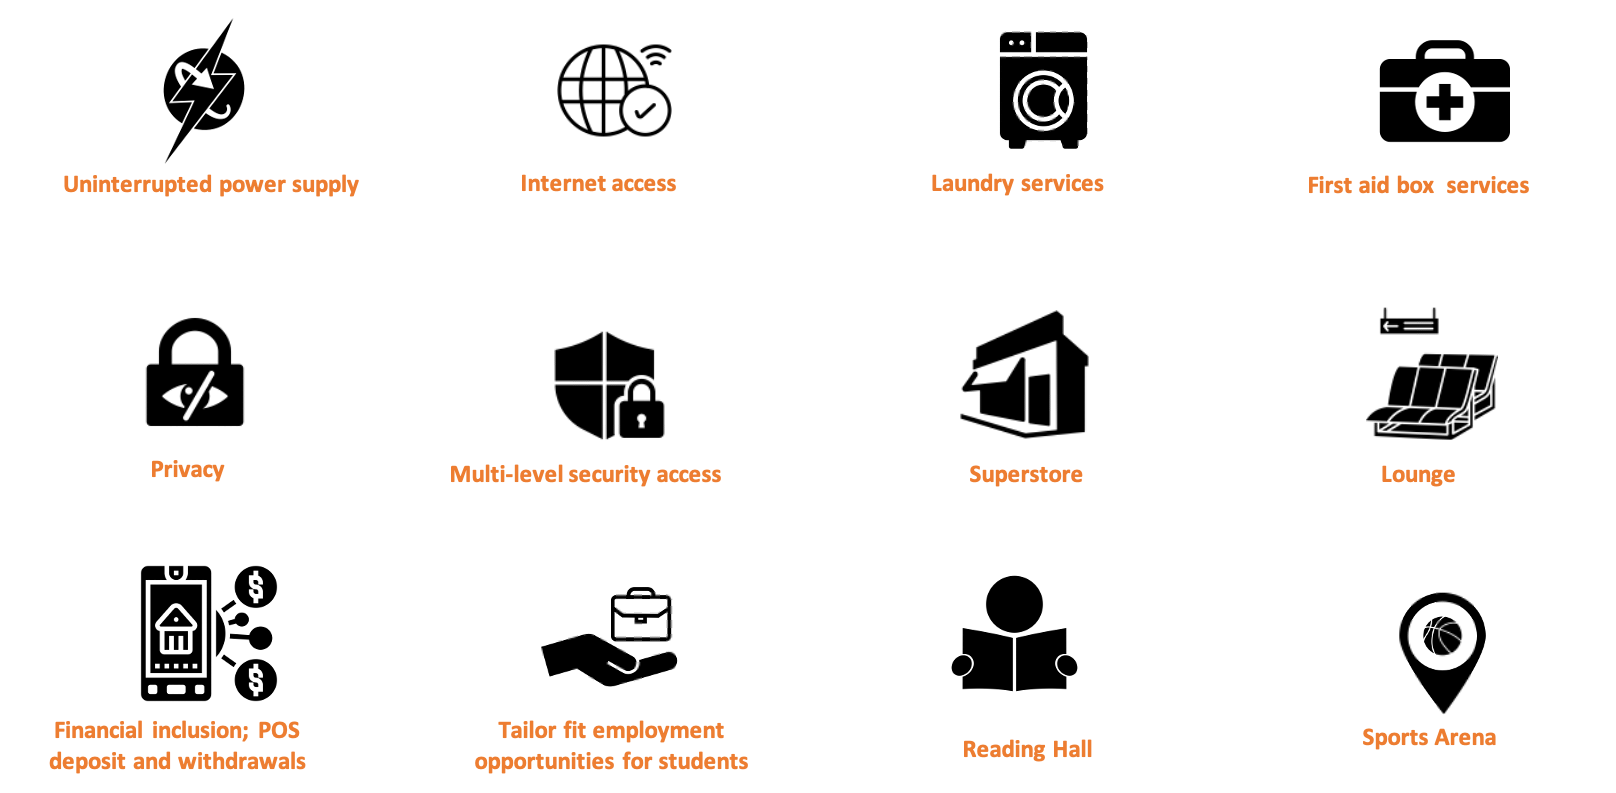 Uninterrupted power supply
Internet access
Laundry services
First aid box  services
Privacy
Multi-level security access
Superstore
Lounge
Financial inclusion; POS
deposit and withdrawals
Tailor fit employment
opportunities for students
Reading Hall
Sports Arena